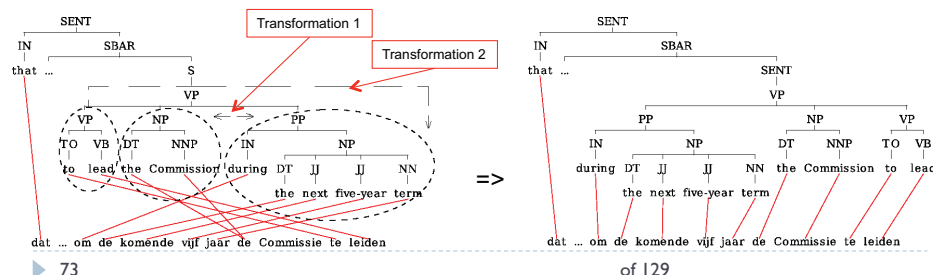 Transformation 1
Transformation 2
SENT
IN SBAR
that ... S
VP
VP NP PP
TO VB DT NNP IN NP
to lead the Commission during DT JJ JJ NN
the next five-year term
dat ... om de komende vijf jaar de Commissie te leiden
=>
SENT
IN SBAR
that ... SENT
VP
PP NP VP
IN NP DT NNP TO VB
during DT JJ JJ NN the Commission to lead
the next five-year term
dat ... om de komende vijf jaar de Commissie te leiden
73 of 129